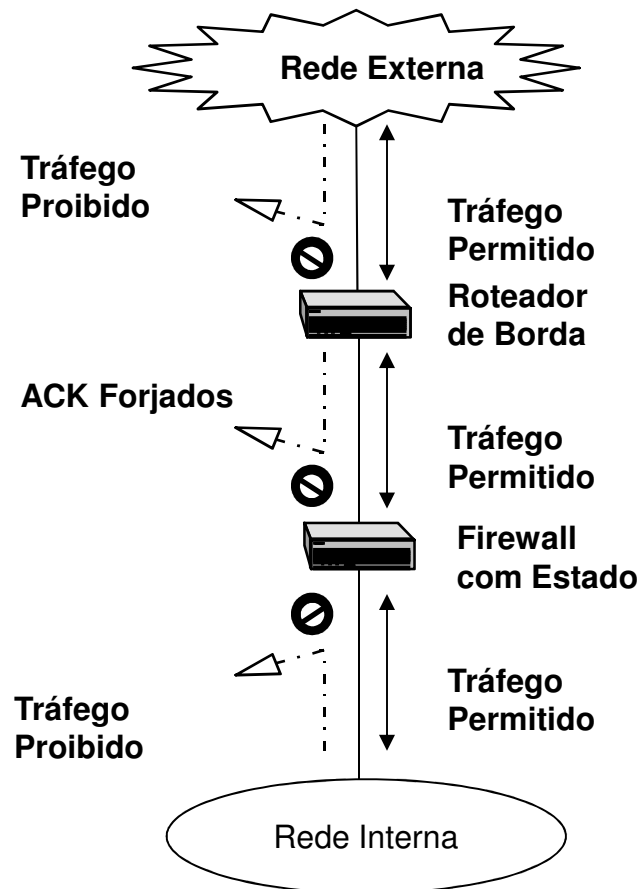 Rede Externa
Tráfego
Proibido
Tráfego
Permitido
Roteador
de Borda
ACK Forjados
Tráfego
Permitido
Firewall
com Estado
Tráfego
Proibido
Tráfego
Permitido
Rede Interna